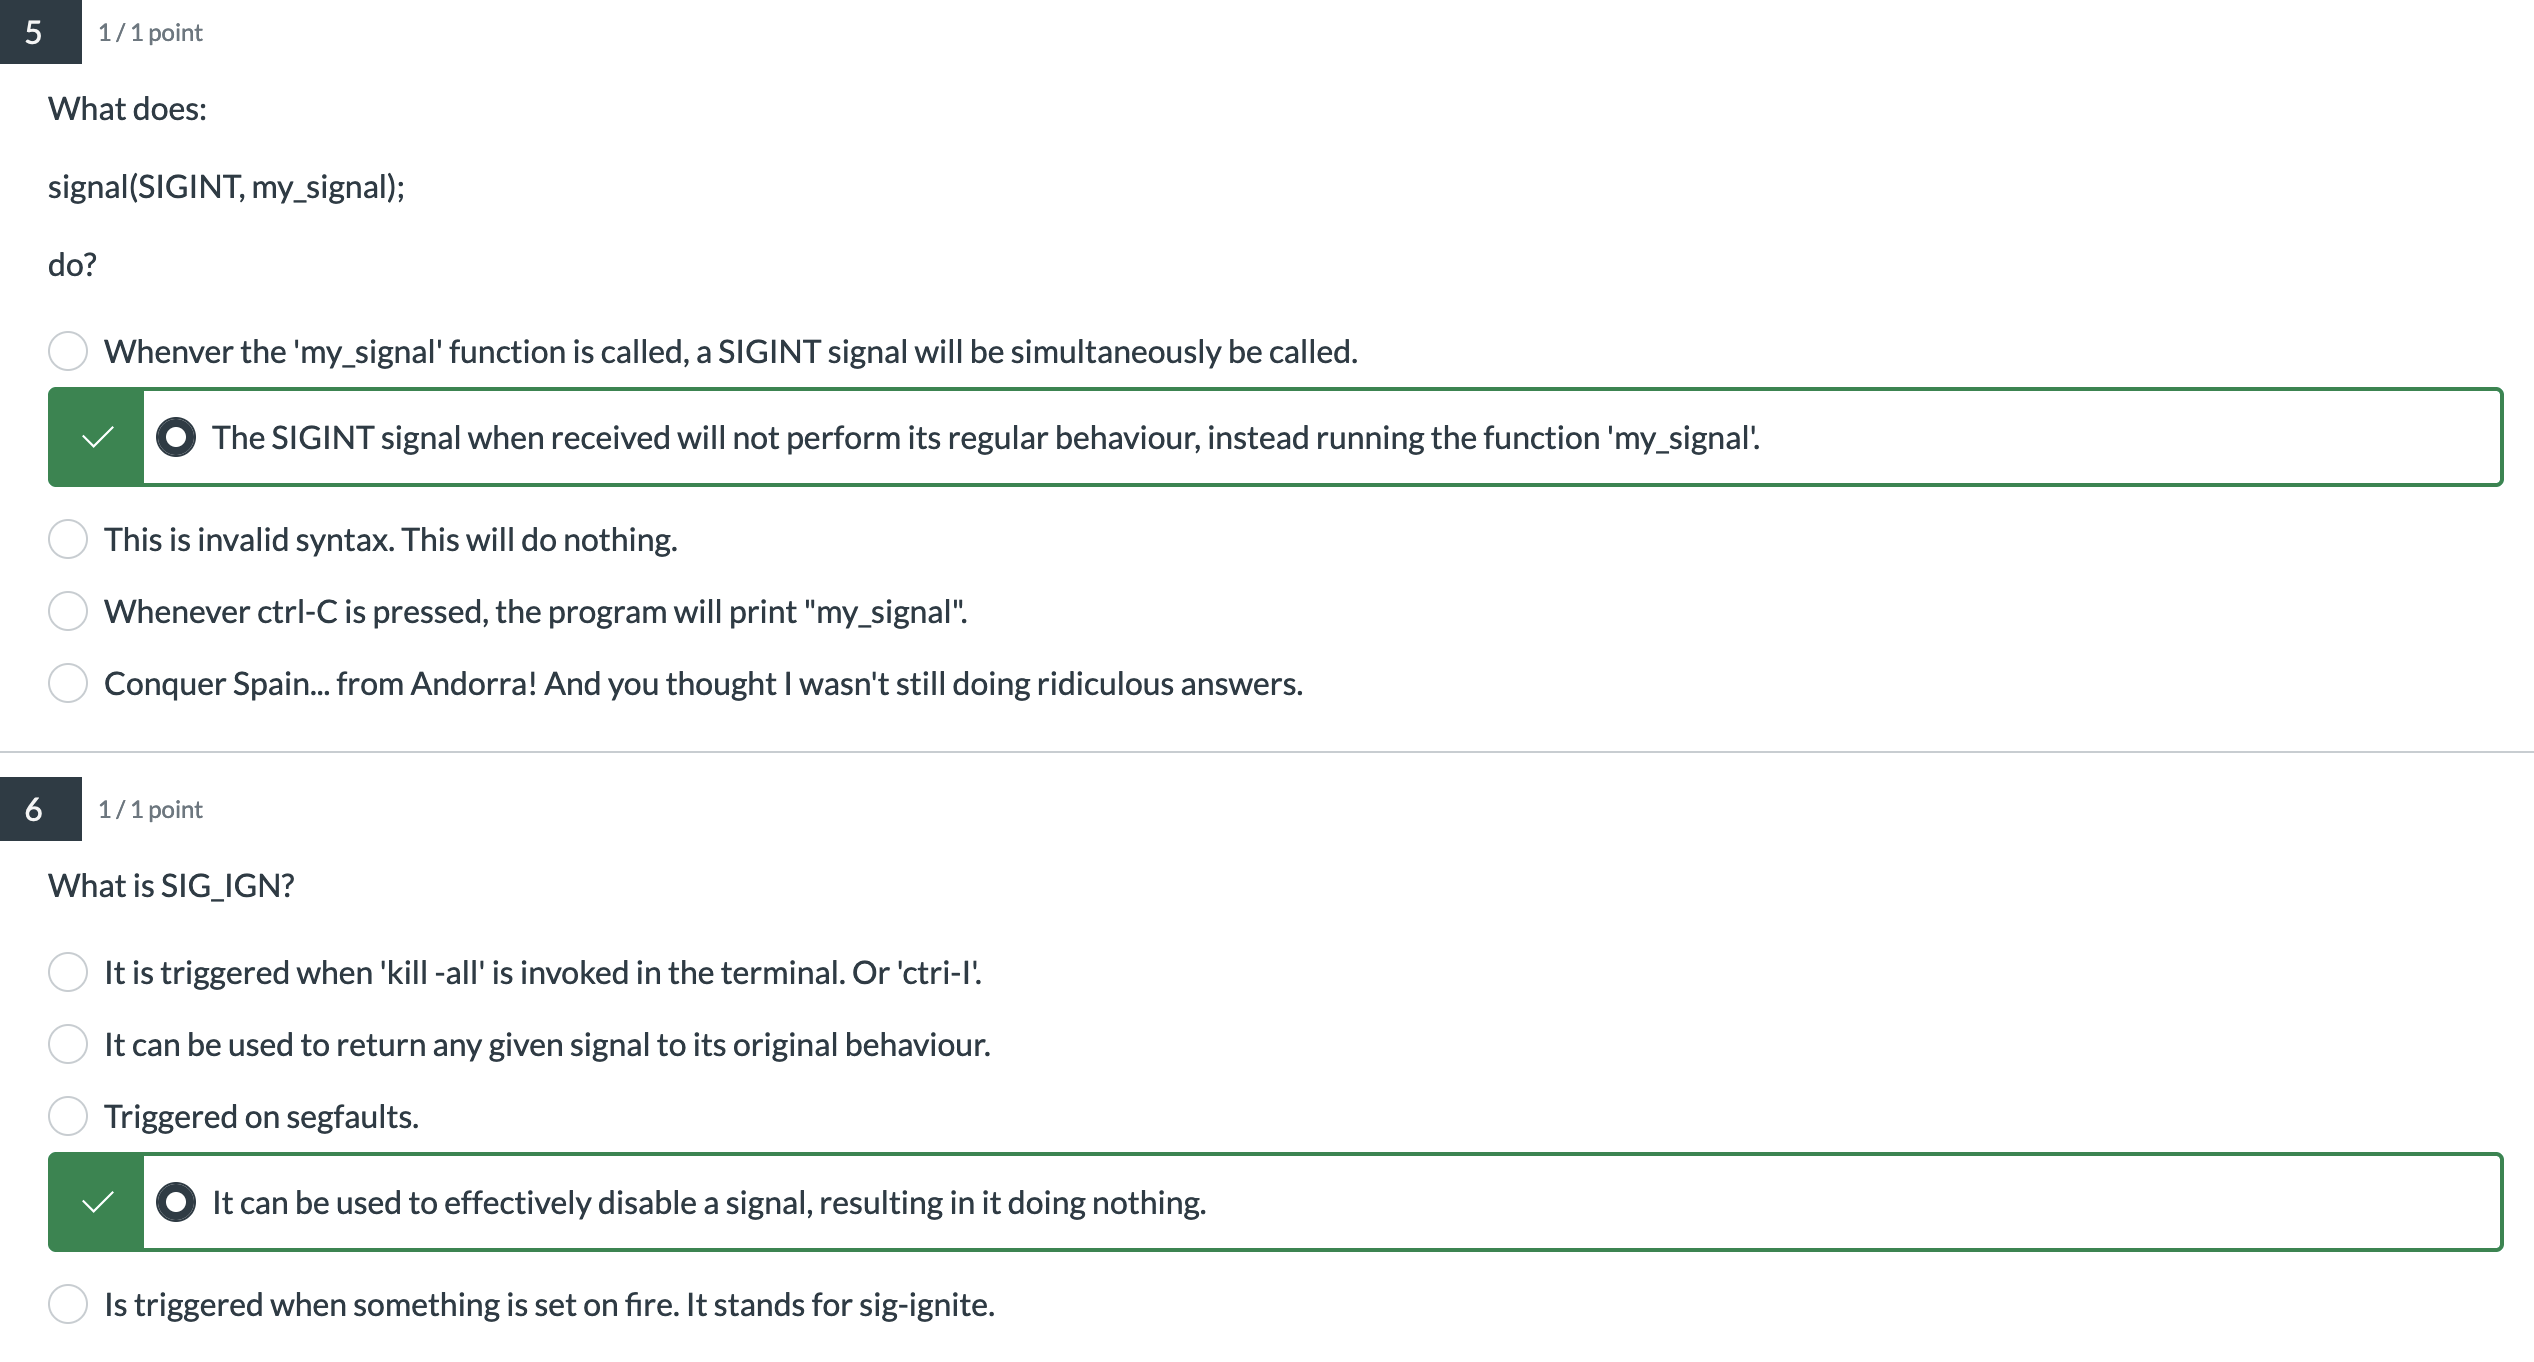 5
1 / 1 point
What does:
signal(SIGINT, my_signal);
do?
Whenver the 'my_signal' function is called, a SIGINT signal will be simultaneously be called.
The SIGINT signal when received will not perform its regular behaviour, instead running the function 'my_signal'.
This is invalid syntax. This will do nothing.
Whenever ctrl-C is pressed, the program will print "my_signal".
Conquer Spain... from Andorra! And you thought I wasn't still doing ridiculous answers.
6
1 / 1 point
What is SIG_IGN?
It is triggered when 'kill -all' is invoked in the terminal. Or 'ctri-I'.
It can be used to return any given signal to its original behaviour.
Triggered on segfaults.
It can be used to effectively disable a signal, resulting in it doing nothing.
Is triggered when something is set on fire. It stands for sig-ignite.